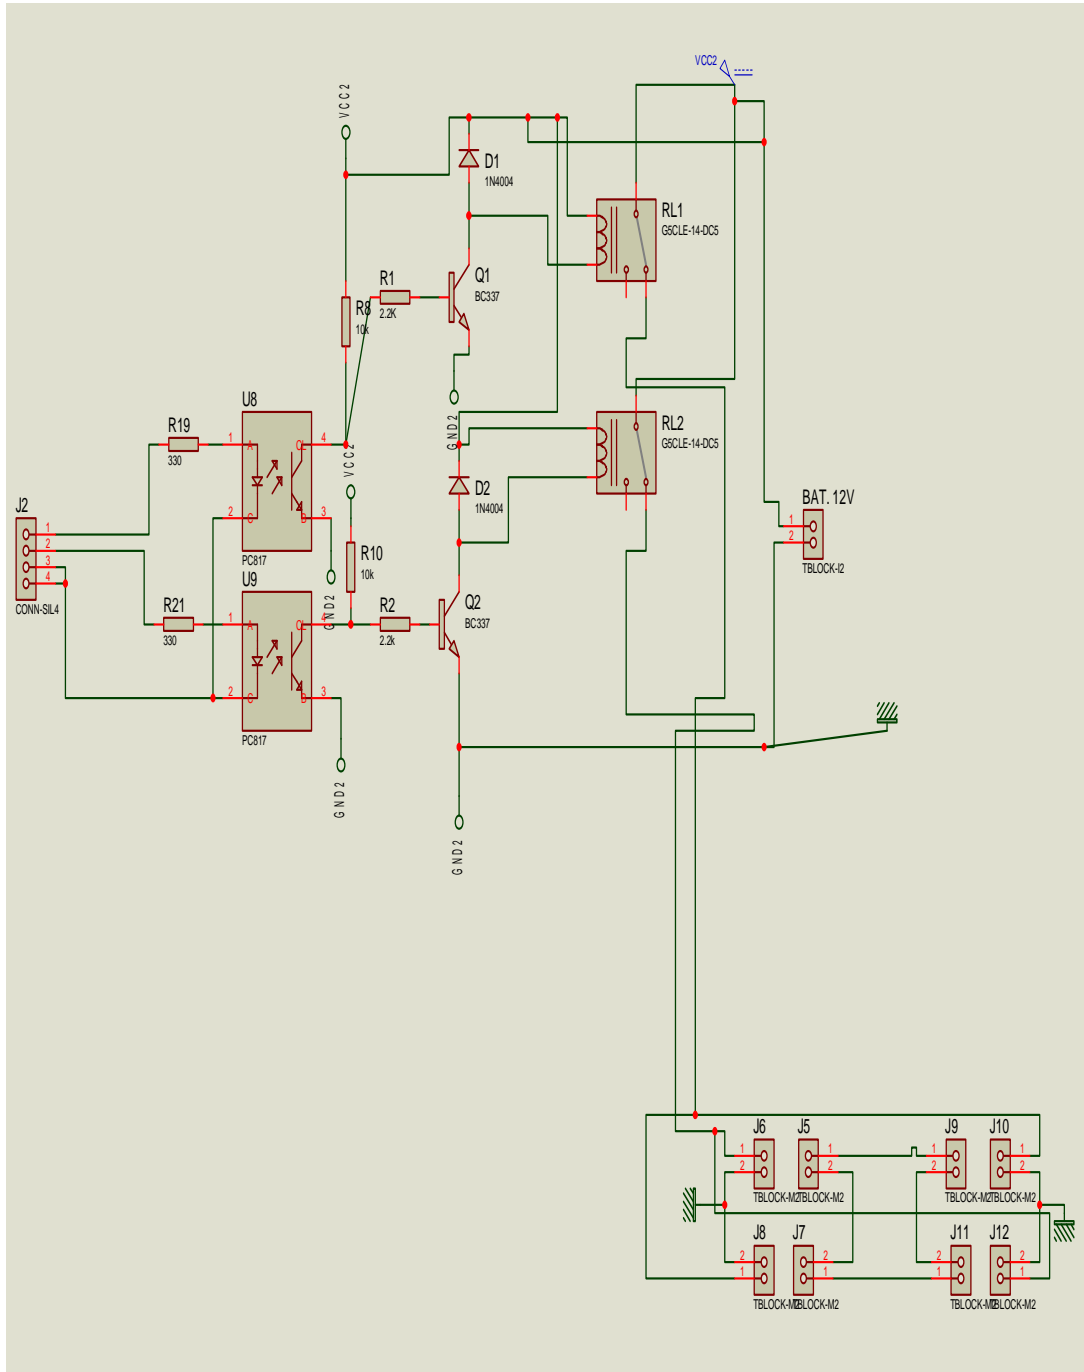 VCC2
VCC2
D1
1N4004
RL1
G5CLE-14-DC5
Q1
BC337
R1
2.2K
R8
10k
GND2
U8
1 A
CL 4
2 C
E 3
PC817
R19
330
VCC2
RL2
G5CLE-14-DC5
D2
1N4004
BAT. 12V
1
2
TBLOCK-I2
J2
1
2
3
4
CONN-SIL4
R10
10k
GND2
U9
1 A
CL 4
2 C
E 3
PC817
R21
330
R2
2.2k
Q2
BC337
GND2
GND2
J6
1
2
TBLOCK-M2
J5
1
2
TBLOCK-M2
J9
1
2
TBLOCK-M2
J10
1
2
TBLOCK-M2
J8
2
1
TBLOCK-M2
J7
2
1
TBLOCK-M2
J11
2
1
TBLOCK-M2
J12
2
1
TBLOCK-M2